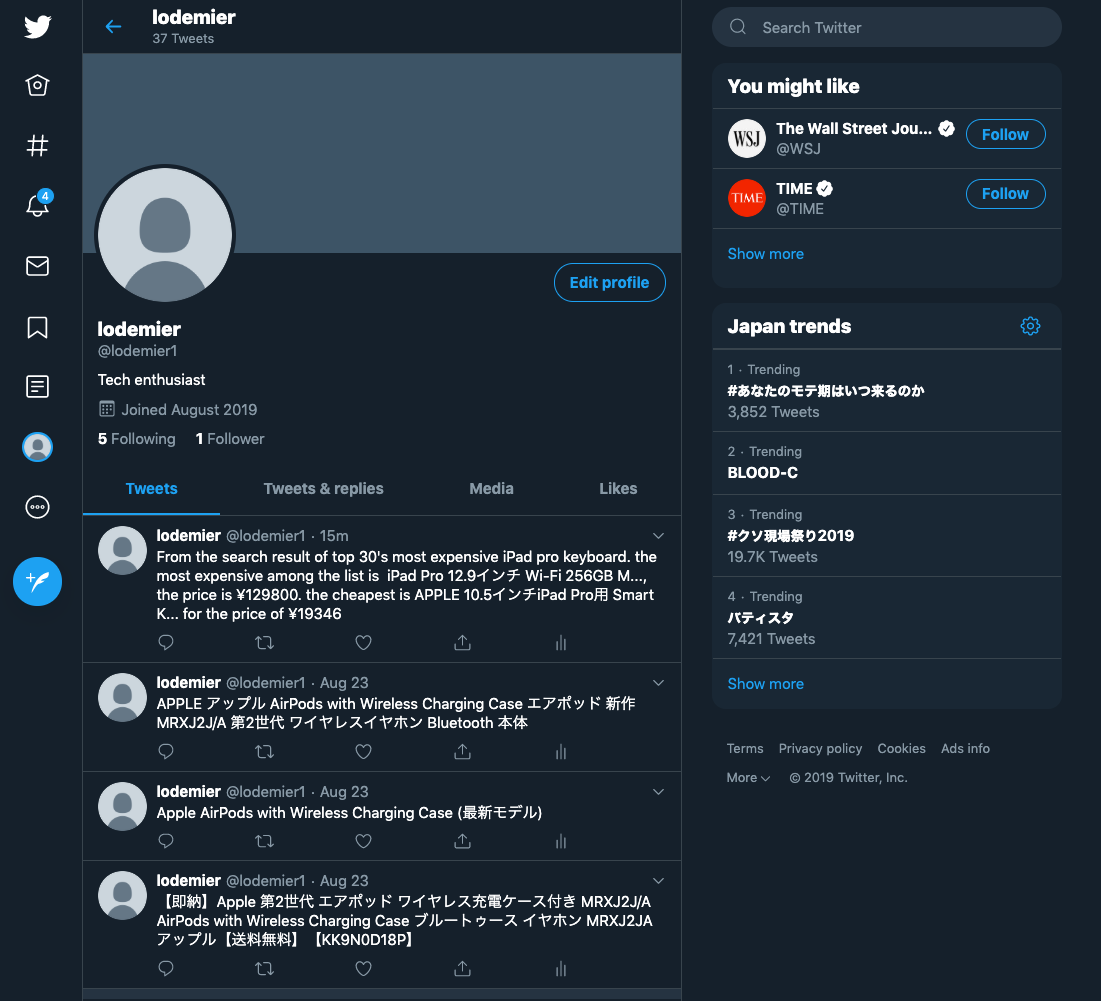 lodemier
37 Tweets
4
Edit profile
lodemier
@lodemier1
Tech enthusiast
Joined August 2019
5 Following 1 Follower
Tweets Tweets & replies Media Likes
lodemier @lodemier1 · 15m
From the search result of top 30's most expensive iPad pro keyboard. the
most expensive among the list is iPad Pro 12.9インチ Wi-Fi 256GB M...,
the price is ¥129800. the cheapest is APPLE 10.5インチiPad Pro用 Smart
K... for the price of ¥19346
lodemier @lodemier1 · Aug 23
APPLE アップル AirPods with Wireless Charging Case エアポッド 新作
MRXJ2J/A 第2世代 ワイヤレスイヤホン Bluetooth 本体
lodemier @lodemier1 · Aug 23
Apple AirPods with Wireless Charging Case (最新モデル)
lodemier @lodemier1 · Aug 23
【即納】Apple 第2世代 エアポッド ワイヤレス充電ケース付き MRXJ2J/A
AirPods with Wireless Charging Case ブルートゥース イヤホン MRXJ2JA
アップル【送料無料】【KK9N0D18P】
Search Twitter
You might like
WSJ
The Wall Street Jou...
@WSJ
Follow
TIME
TIME
@TIME
Follow
Show more
Japan trends
1 · Trending
#あなたのモテ期はいつ来るのか
3,852 Tweets
2 · Trending
BLOOD-C
3 · Trending
#クソ現場祭り2019
19.7K Tweets
4 · Trending
バティスタ
7,421 Tweets
Show more
Terms Privacy policy Cookies Ads info
More © 2019 Twitter, Inc.